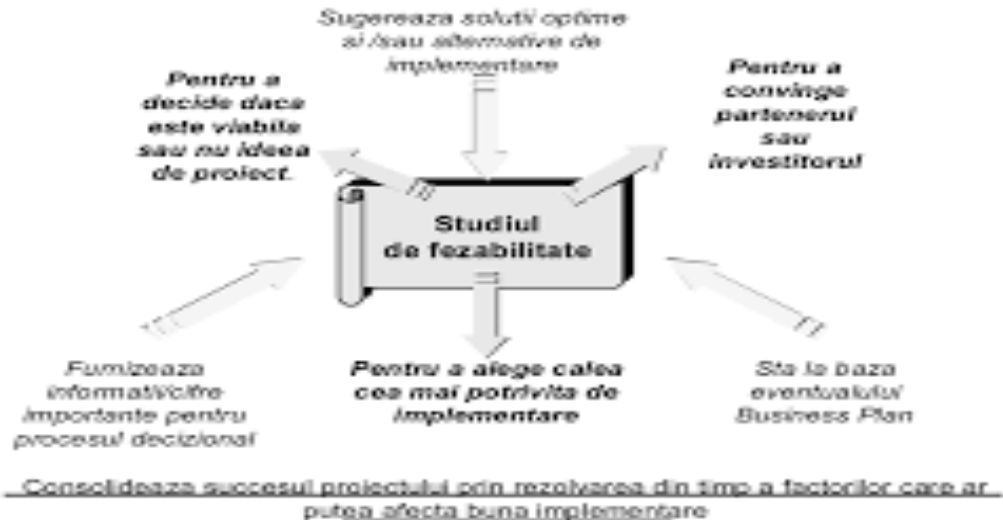 Sugereaza solutii optime
si /sau alternative de
implementare
Pentru a
decide daca
este viabila
sau nu ideea
de proiect.
Pentru a
convinge
partenerul
sau
investitorul
Studiul
de fezabilitate
Furnizeaza
informatii/cifre
importante pentru
procesul decizional
Pentru a alege calea
cea mai potrivita de
implementare
Sta la baza
eventualului
Business Plan
Consolideaza succesul proiectului prin rezolvarea din timp a factorilor care ar
putea afecta buna implementare